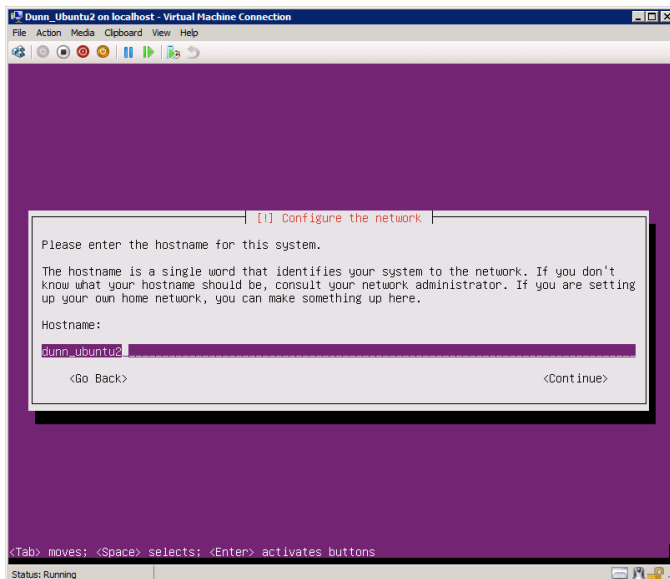 Dunn_Ubuntu2 on localhost - Virtual Machine Connection
File Action Media Clipboard View Help
[!] Configure the network
Please enter the hostname for this system.
The hostname is a single word that identifies your system to the network. If you don't
know what your hostname should be, consult your network administrator. If you are setting
up your own home network, you can make something up here.
Hostname:
dunn_ubuntu2
<Go Back> <Continue>
<Tab> moves; <Space> selects; <Enter> activates buttons
Status: Running